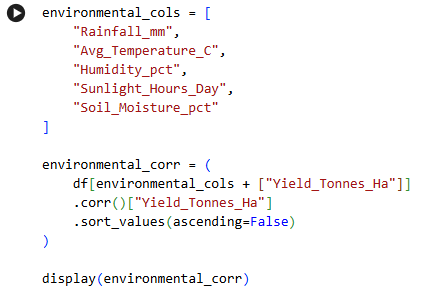 environmental_cols = [
    "Rainfall_mm",
    "Avg_Temperature_C",
    "Humidity_pct",
    "Sunlight_Hours_Day",
    "Soil_Moisture_pct"
]

environmental_corr = (
    df[environmental_cols + ["Yield_Tonnes_Ha"]]
    .corr()["Yield_Tonnes_Ha"]
    .sort_values(ascending=False)
)

display(environmental_corr)